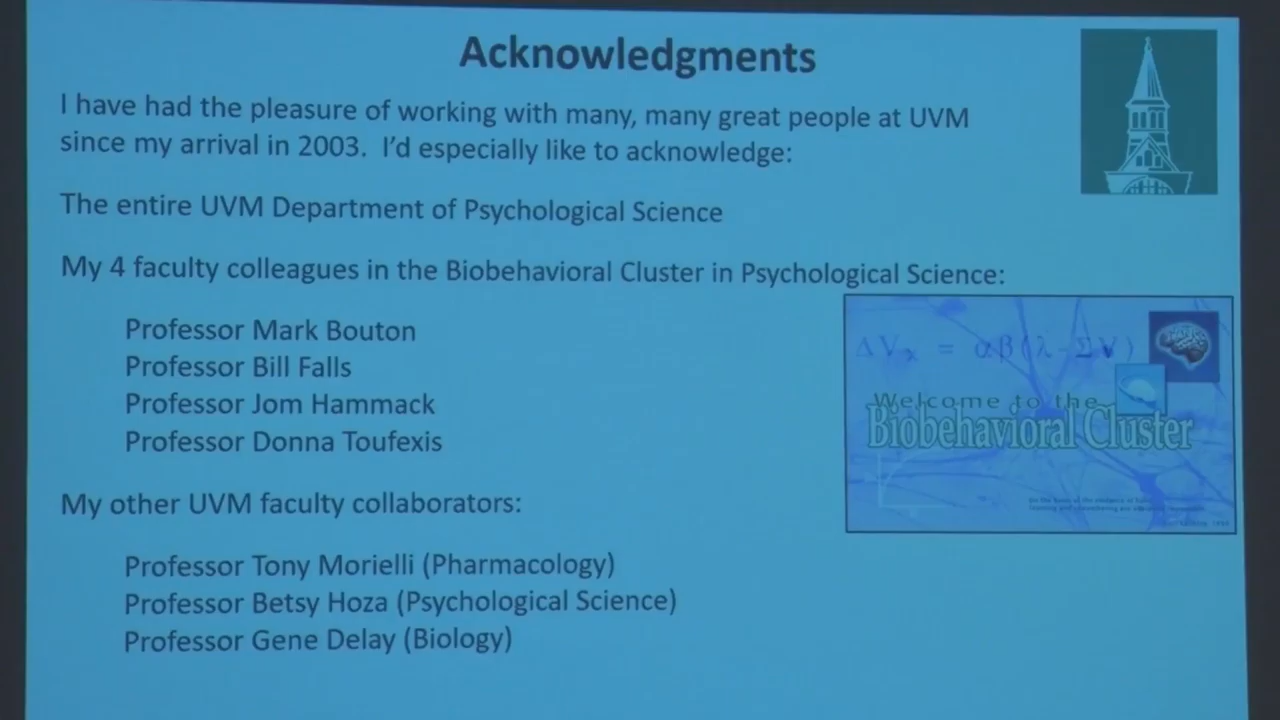 Acknowledgments
I have had the pleasure of working with many, many great people at UVM
since my arrival in 2003. I'd especially like to acknowledge:
The entire UVM Department of Psychological Science
My 4 faculty colleagues in the Biobehavioral Cluster in Psychological Science:
Professor Mark Bouton
Professor Bill Falls
Professor Jom Hammack
Professor Donna Toufexis
ΔVx = αβ(λ-ΣV)
Welcome to the
Biobehavioral Cluster
My other UVM faculty collaborators:
Professor Tony Morielli (Pharmacology)
Professor Betsy Hoza (Psychological Science)
Professor Gene Delay (Biology)